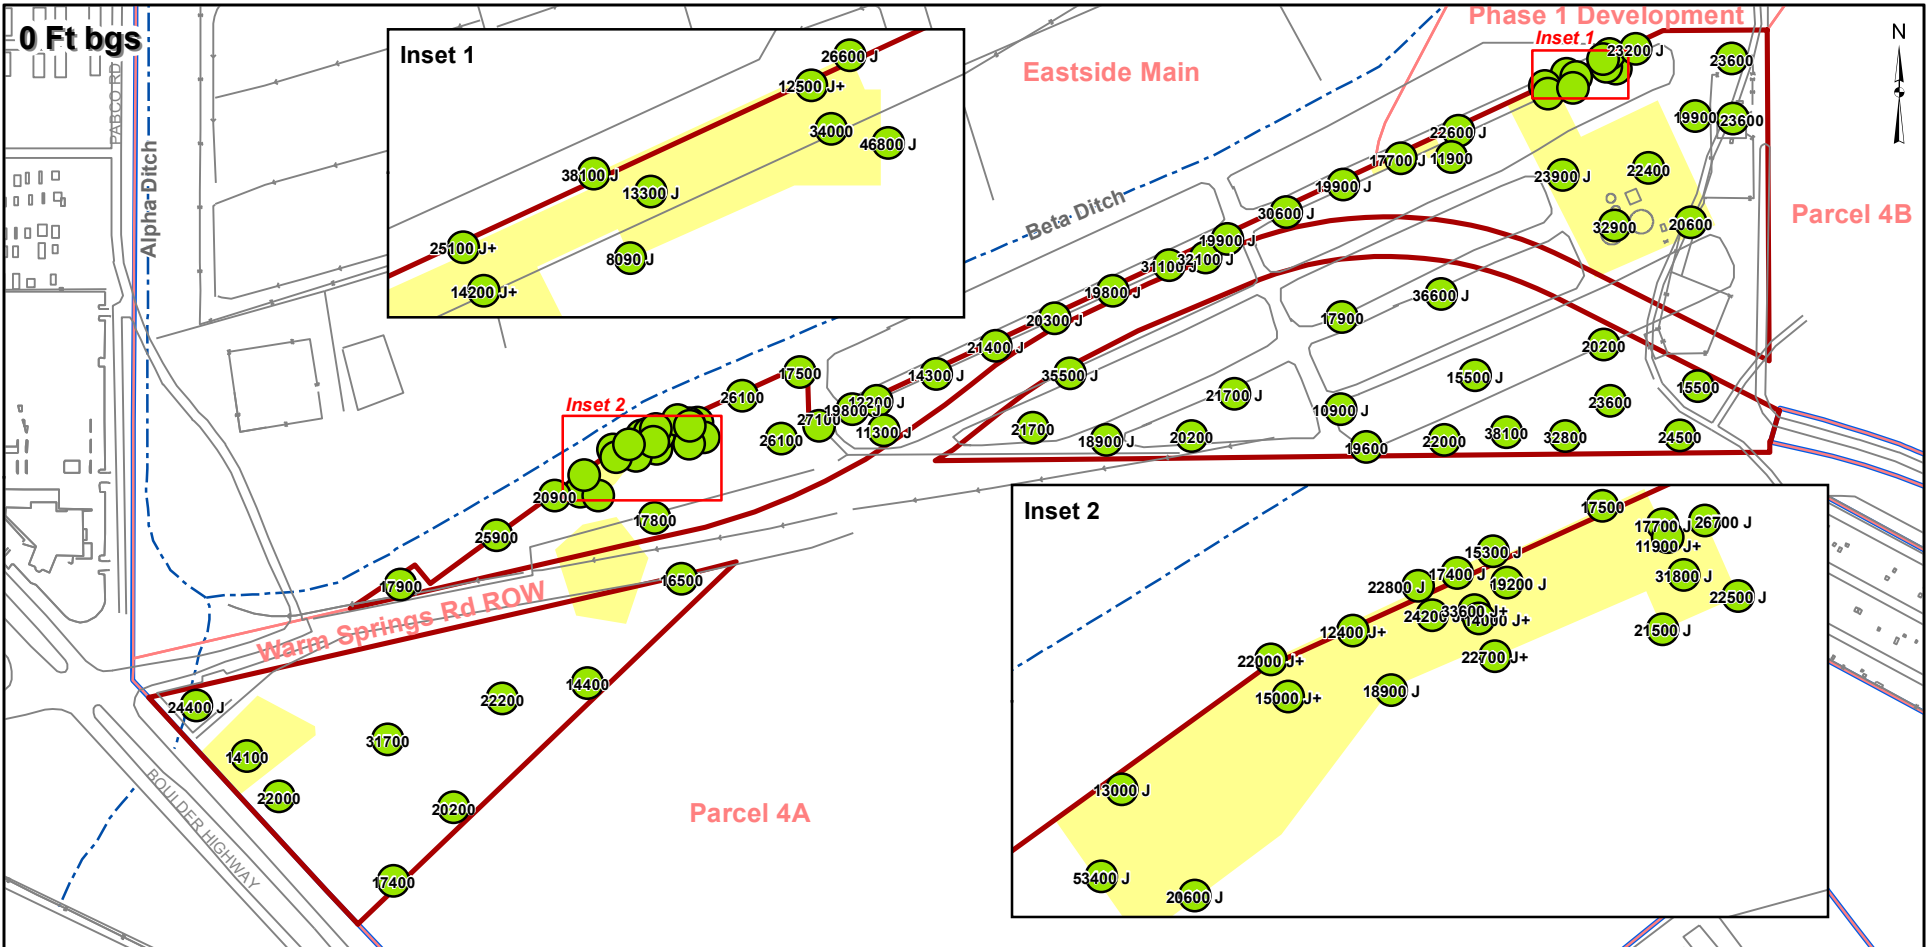 0 Ft bgs
PABCO RD
Alpha Ditch
Inset 1
26600 J
12500 J+
34000
46800 J
38100 J
13300 J
25100 J+
8090 J
14200 J+
Eastside Main
Phase 1 Development
Inset 1
23200 J
23600
N
19900
23600
22600 J
17700 J
11900
23900 J
22400
19900 J
30600 J
32900
20600
Parcel 4B
Beta Ditch
19900 J
32100 J
31100 J
19800 J
36600 J
20300 J
17900
21400 J
20200
14300 J
35500 J
15500 J
15500
17500
26100
21700 J
23600
12200 J
19800 J
10900
27100
11300 J
26100
21700
18900 J
20200
19600
22000
38100
32800
24500
Inset 2
20900
17800
25900
17900
16500
Warm Springs Rd ROW
24400 J
14400
22200
31700
14100
22000
20200
17400
BOULDER HIGHWAY
Parcel 4A
Inset 2
17500
17700 J
26700 J
11900 J+
15300 J
17400 J
22800 J
19200 J
31800 J
22500 J
33600 J+
24200
14000 J+
21500 J
12400 J+
22700 J+
22000 J+
15000 J+
18900 J
13000 J
53400 J
20600 J